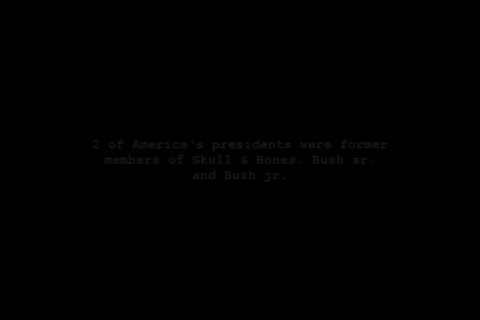 2 of America's presidents were former
members of Skull & Bones. Bush sr.
and Bush jr.